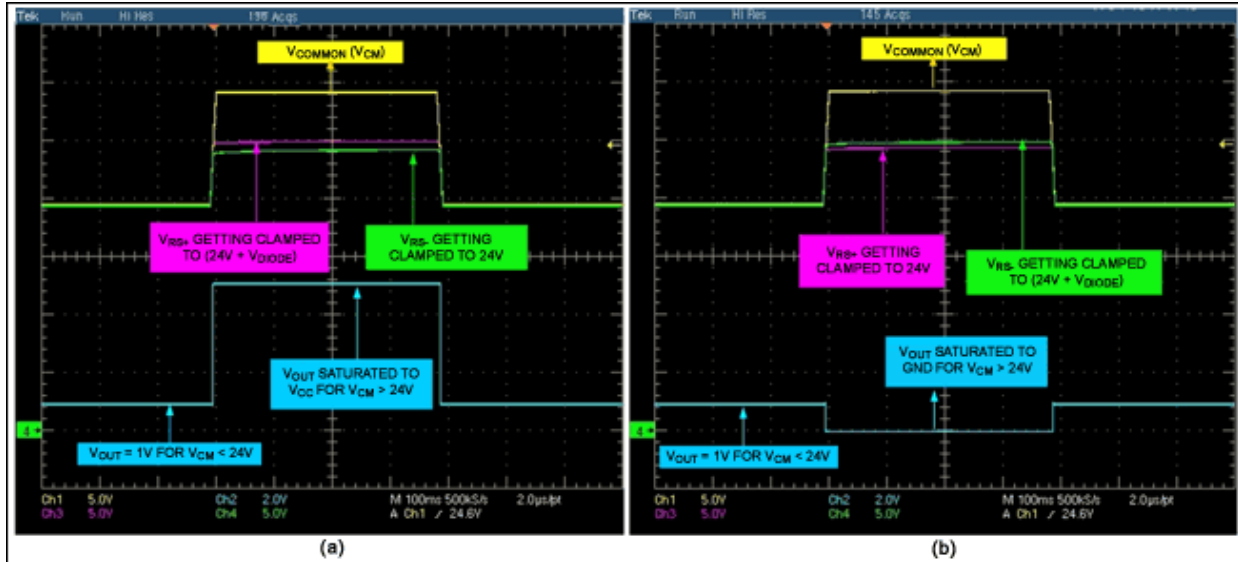 Tek Run Hi Res 198 Acqs
VCOMMON (VCM)
VRS+ GETTING CLAMPED
TO (24V + VDIODE)
VRS- GETTING
CLAMPED TO 24V
VOUT SATURATED TO
VCC FOR VCM > 24V
4
VOUT = 1V FOR VCM < 24V
Ch1 5.0V Ch2 2.0V M 100ms 500kS/s 2.0µs/pt
Ch3 5.0V Ch4 5.0V A Ch1 / 24.6V
(a)
Tek Run Hi Res 145 Acqs
VCOMMON (VCM)
VRS+ GETTING
CLAMPED TO 24V
VRS- GETTING CLAMPED
TO (24V + VDIODE)
VOUT SATURATED TO
GND FOR VCM > 24V
4
VOUT = 1V FOR VCM < 24V
Ch1 5.0V Ch2 2.0V M 100ms 500kS/s 2.0µs/pt
Ch3 5.0V Ch4 5.0V A Ch1 / 24.6V
(b)